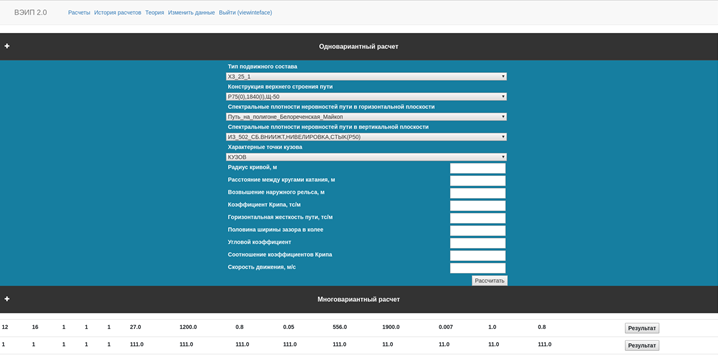 ВЭИП 2.0 Расчеты История расчетов Теория Изменить данные Выйти (viewinteface)
+ Одновариантный расчет
Тип подвижного состава
ХЗ_25_1
Конструкция верхнего строения пути
Р75(0),1840(I),Щ-50
Спектральные плотности неровностей пути в горизонтальной плоскости
Путь_на_полигоне_Белореченская_Майкоп
Спектральные плотности неровностей пути в вертикальной плоскости
ИЗ_502_СБ.ВНИИЖТ,НИВЕЛИРОВКА,СТЫК(Р50)
Характерные точки кузова
КУЗОВ
Радиус кривой, м
Расстояние между кругами катания, м
Возвышение наружного рельса, м
Коэффициент Крипа, тс/м
Горизонтальная жесткость пути, тс/м
Половина ширины зазора в колее
Угловой коэффициент
Соотношение коэффициентов Крипа
Скорость движения, м/с
Рассчитать
+ Многовариантный расчет
12 16 1 1 1 27.0 1200.0 0.8 0.05 556.0 1900.0 0.007 1.0 0.8 Результат
1 1 1 1 1 111.0 111.0 111.0 111.0 111.0 11.0 11.0 11.0 111.0 Результат